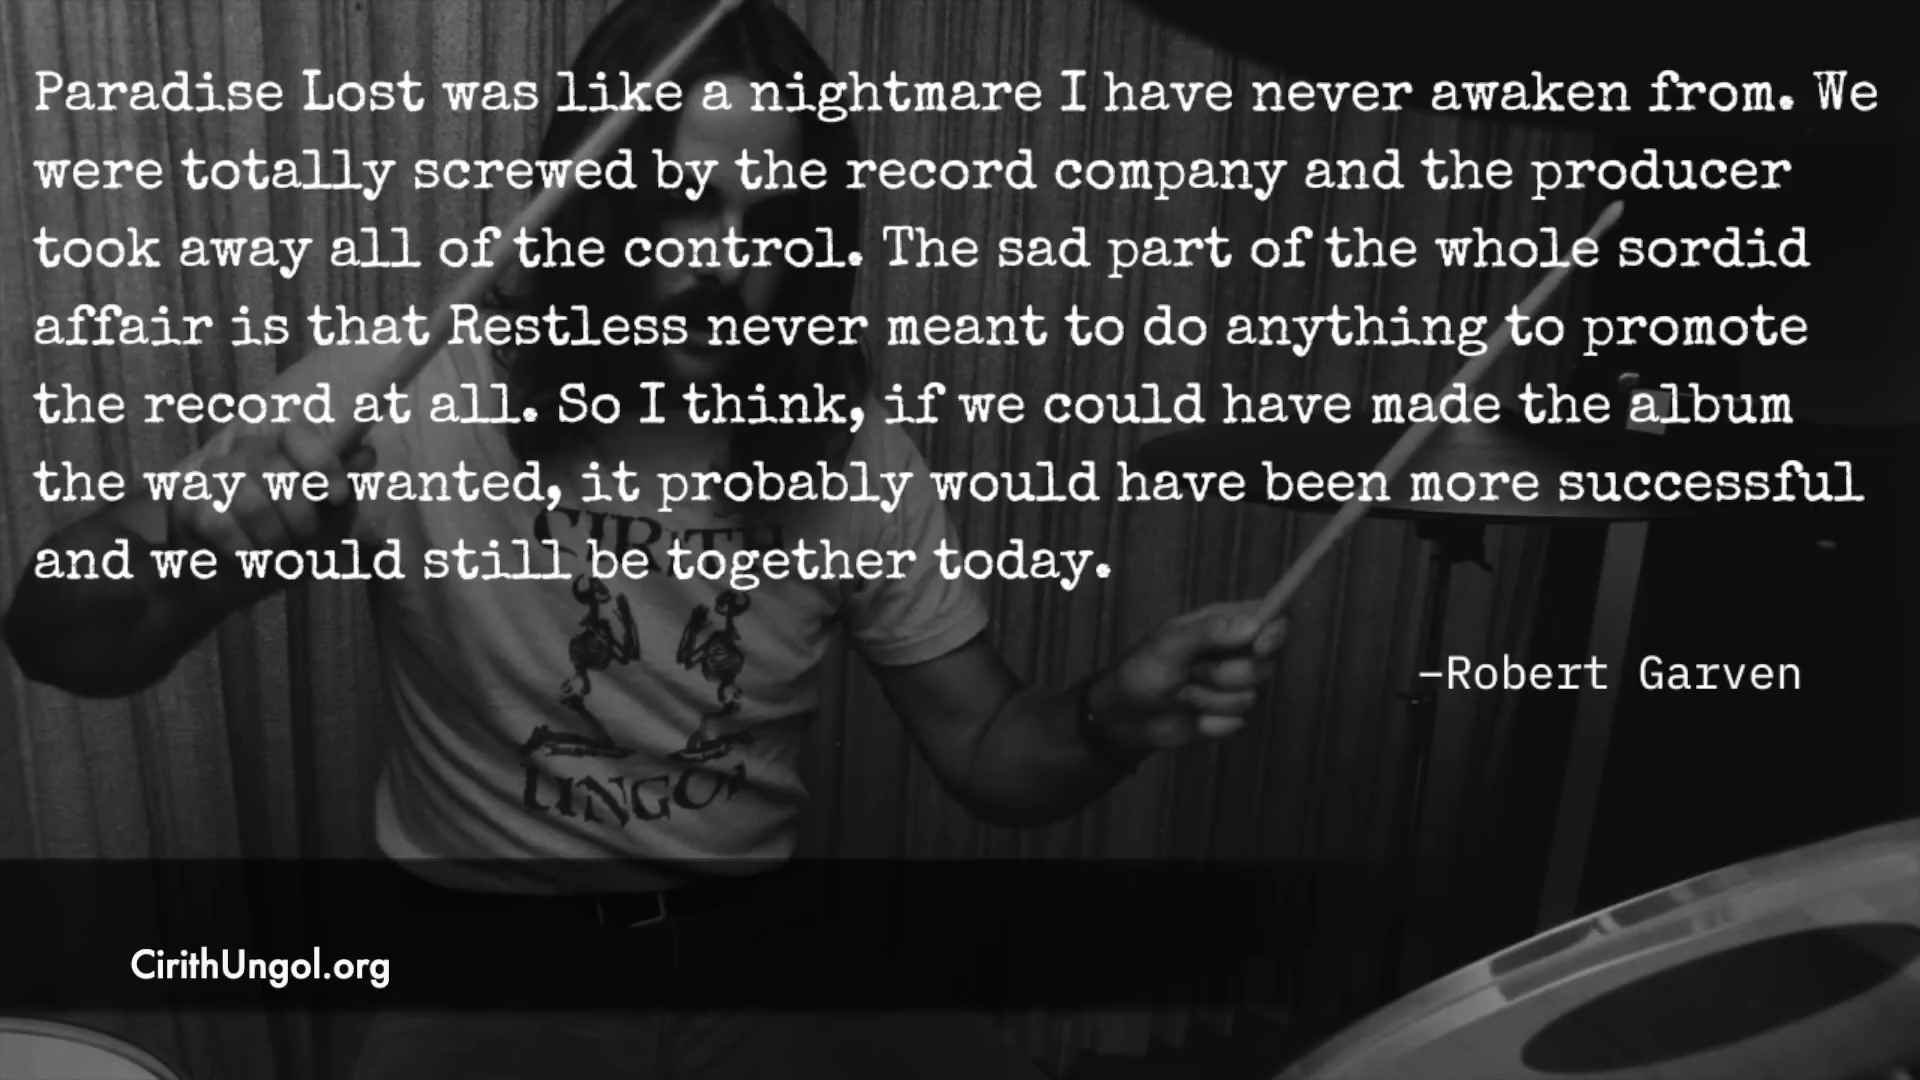 Paradise Lost was like a nightmare I have never awaken from. We
were totally screwed by the record company and the producer
took away all of the control. The sad part of the whole sordid
affair is that Restless never meant to do anything to promote
the record at all. So I think, if we could have made the album
the way we wanted, it probably would have been more successful
and we would still be together today.
–Robert Garven
CIRITH
UNGOL
CirithUngol.org